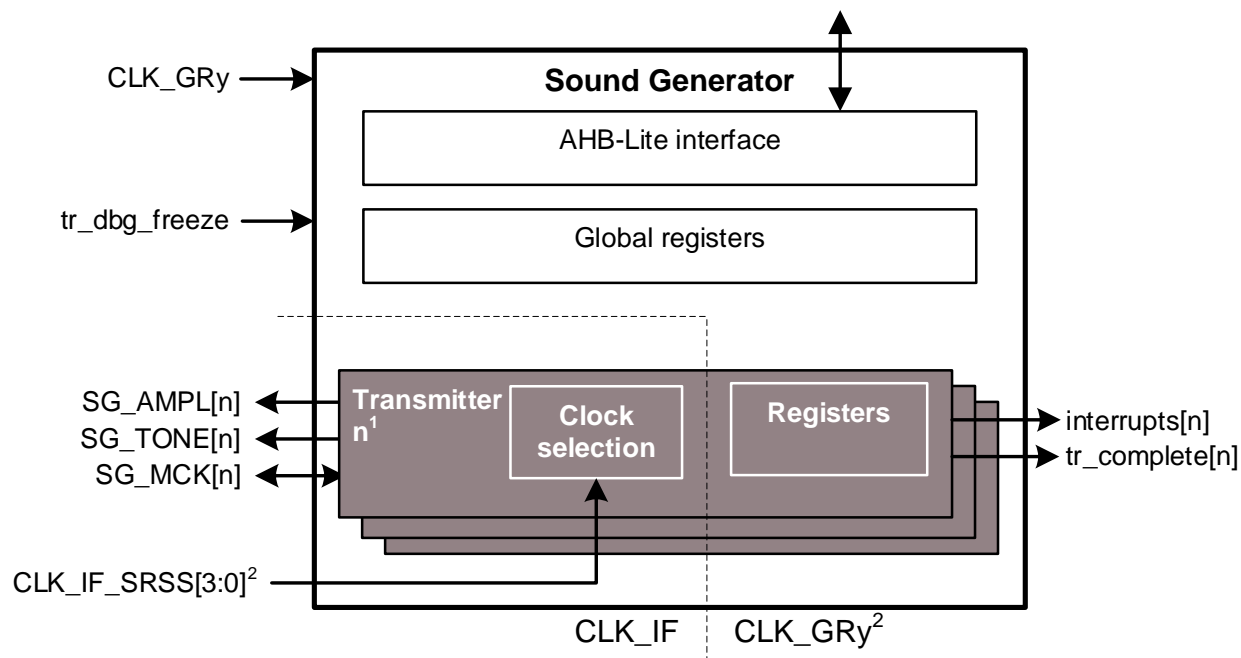 CLK_GRy
Sound Generator
AHB-Lite interface
tr_dbg_freeze
Global registers
SG_AMPL[n]
SG_TONE[n]
SG_MCK[n]
Transmitter
n¹
Clock
selection
Registers
interrupts[n]
tr_complete[n]
CLK_IF_SRSS[3:0]²
CLK_IF
CLK_GRy²